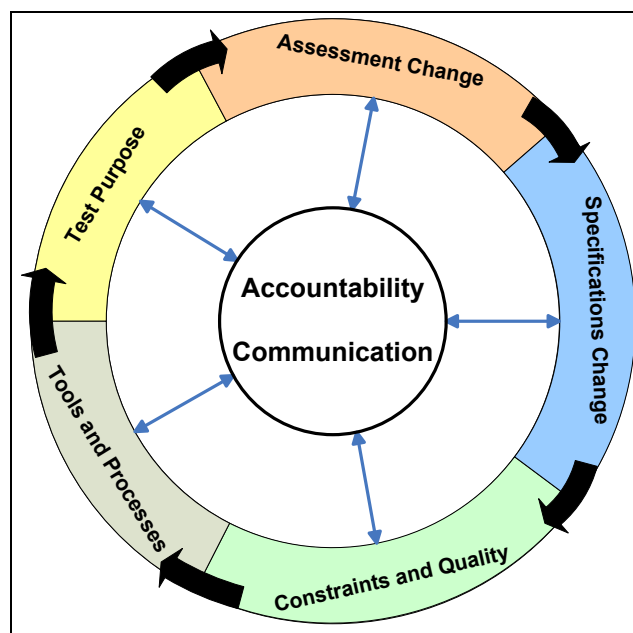 Assessment Change
Specifications Change
Constraints and Quality
Tools and Processes
Test Purpose
Accountability
Communication